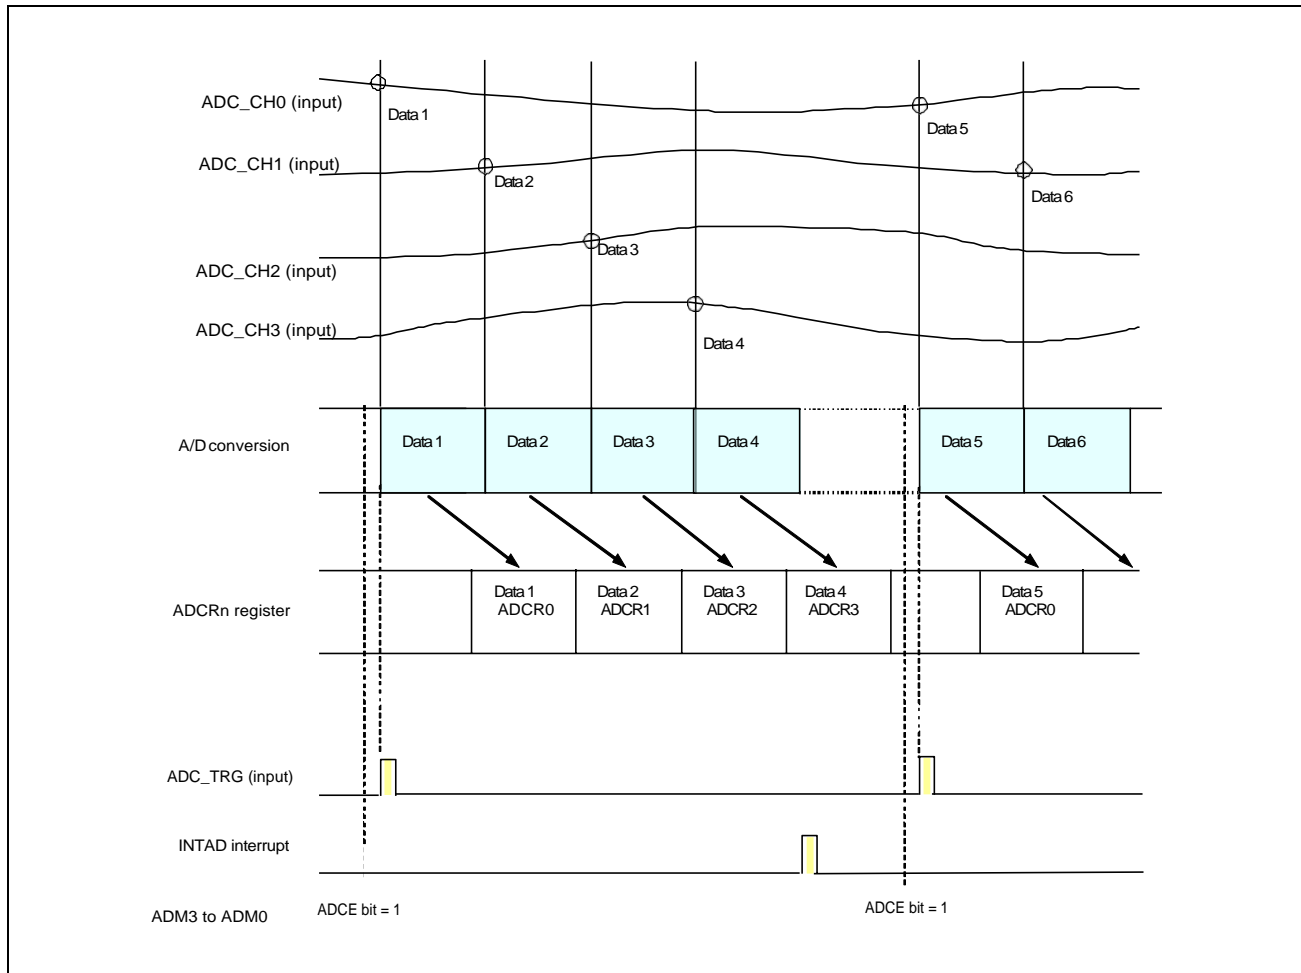 ADC_CH0 (input)
Data 1
Data 5
ADC_CH1 (input)
Data 2
Data 6
ADC_CH2 (input)
Data 3
ADC_CH3 (input)
Data 4
A/D conversion
Data 1
Data 2
Data 3
Data 4
Data 5
Data 6
ADCRn register
Data 1
ADCR0
Data 2
ADCR1
Data 3
ADCR2
Data 4
ADCR3
Data 5
ADCR0
ADC_TRG (input)
INTAD interrupt
ADM3 to ADM0
ADCE bit = 1
ADCE bit = 1